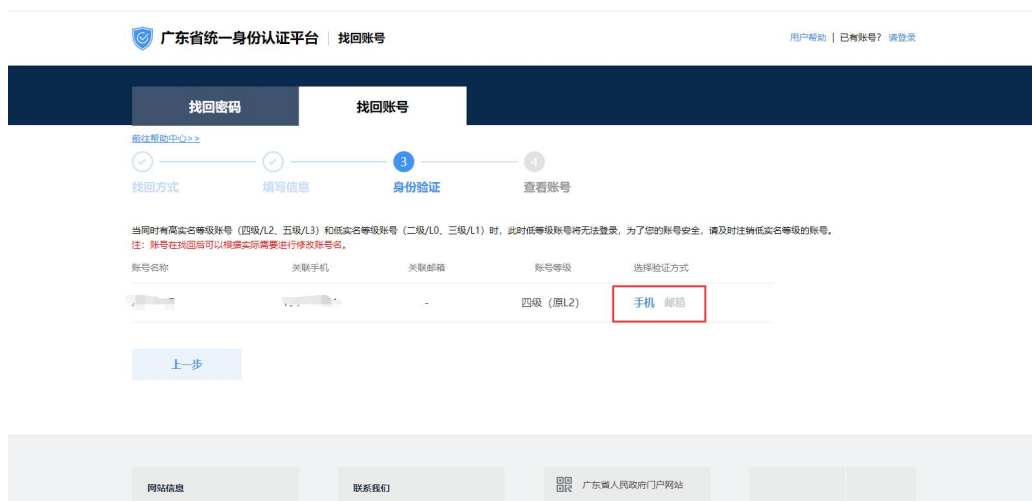 广东省统一身份认证平台 找回账号 用户帮助 | 已有账号? 请登录
找回密码 找回账号
前往帮助中心>>
3 4
找回方式 填写信息 身份验证 查看账号
当同时有高实名等级账号（四级/L2、五级/L3）和低实名等级账号（二级/L0、三级/L1）时，此时低等级账号将无法登录，为了您的账号安全，请及时注销低实名等级的账号。
注：账号在找回后可以根据实际需要进行修改账号名。
账号名称 关联手机 关联邮箱 账号等级 选择验证方式
- 四级（原L2） 手机 邮箱
上一步
网站信息 联系我们 广东省人民政府门户网站